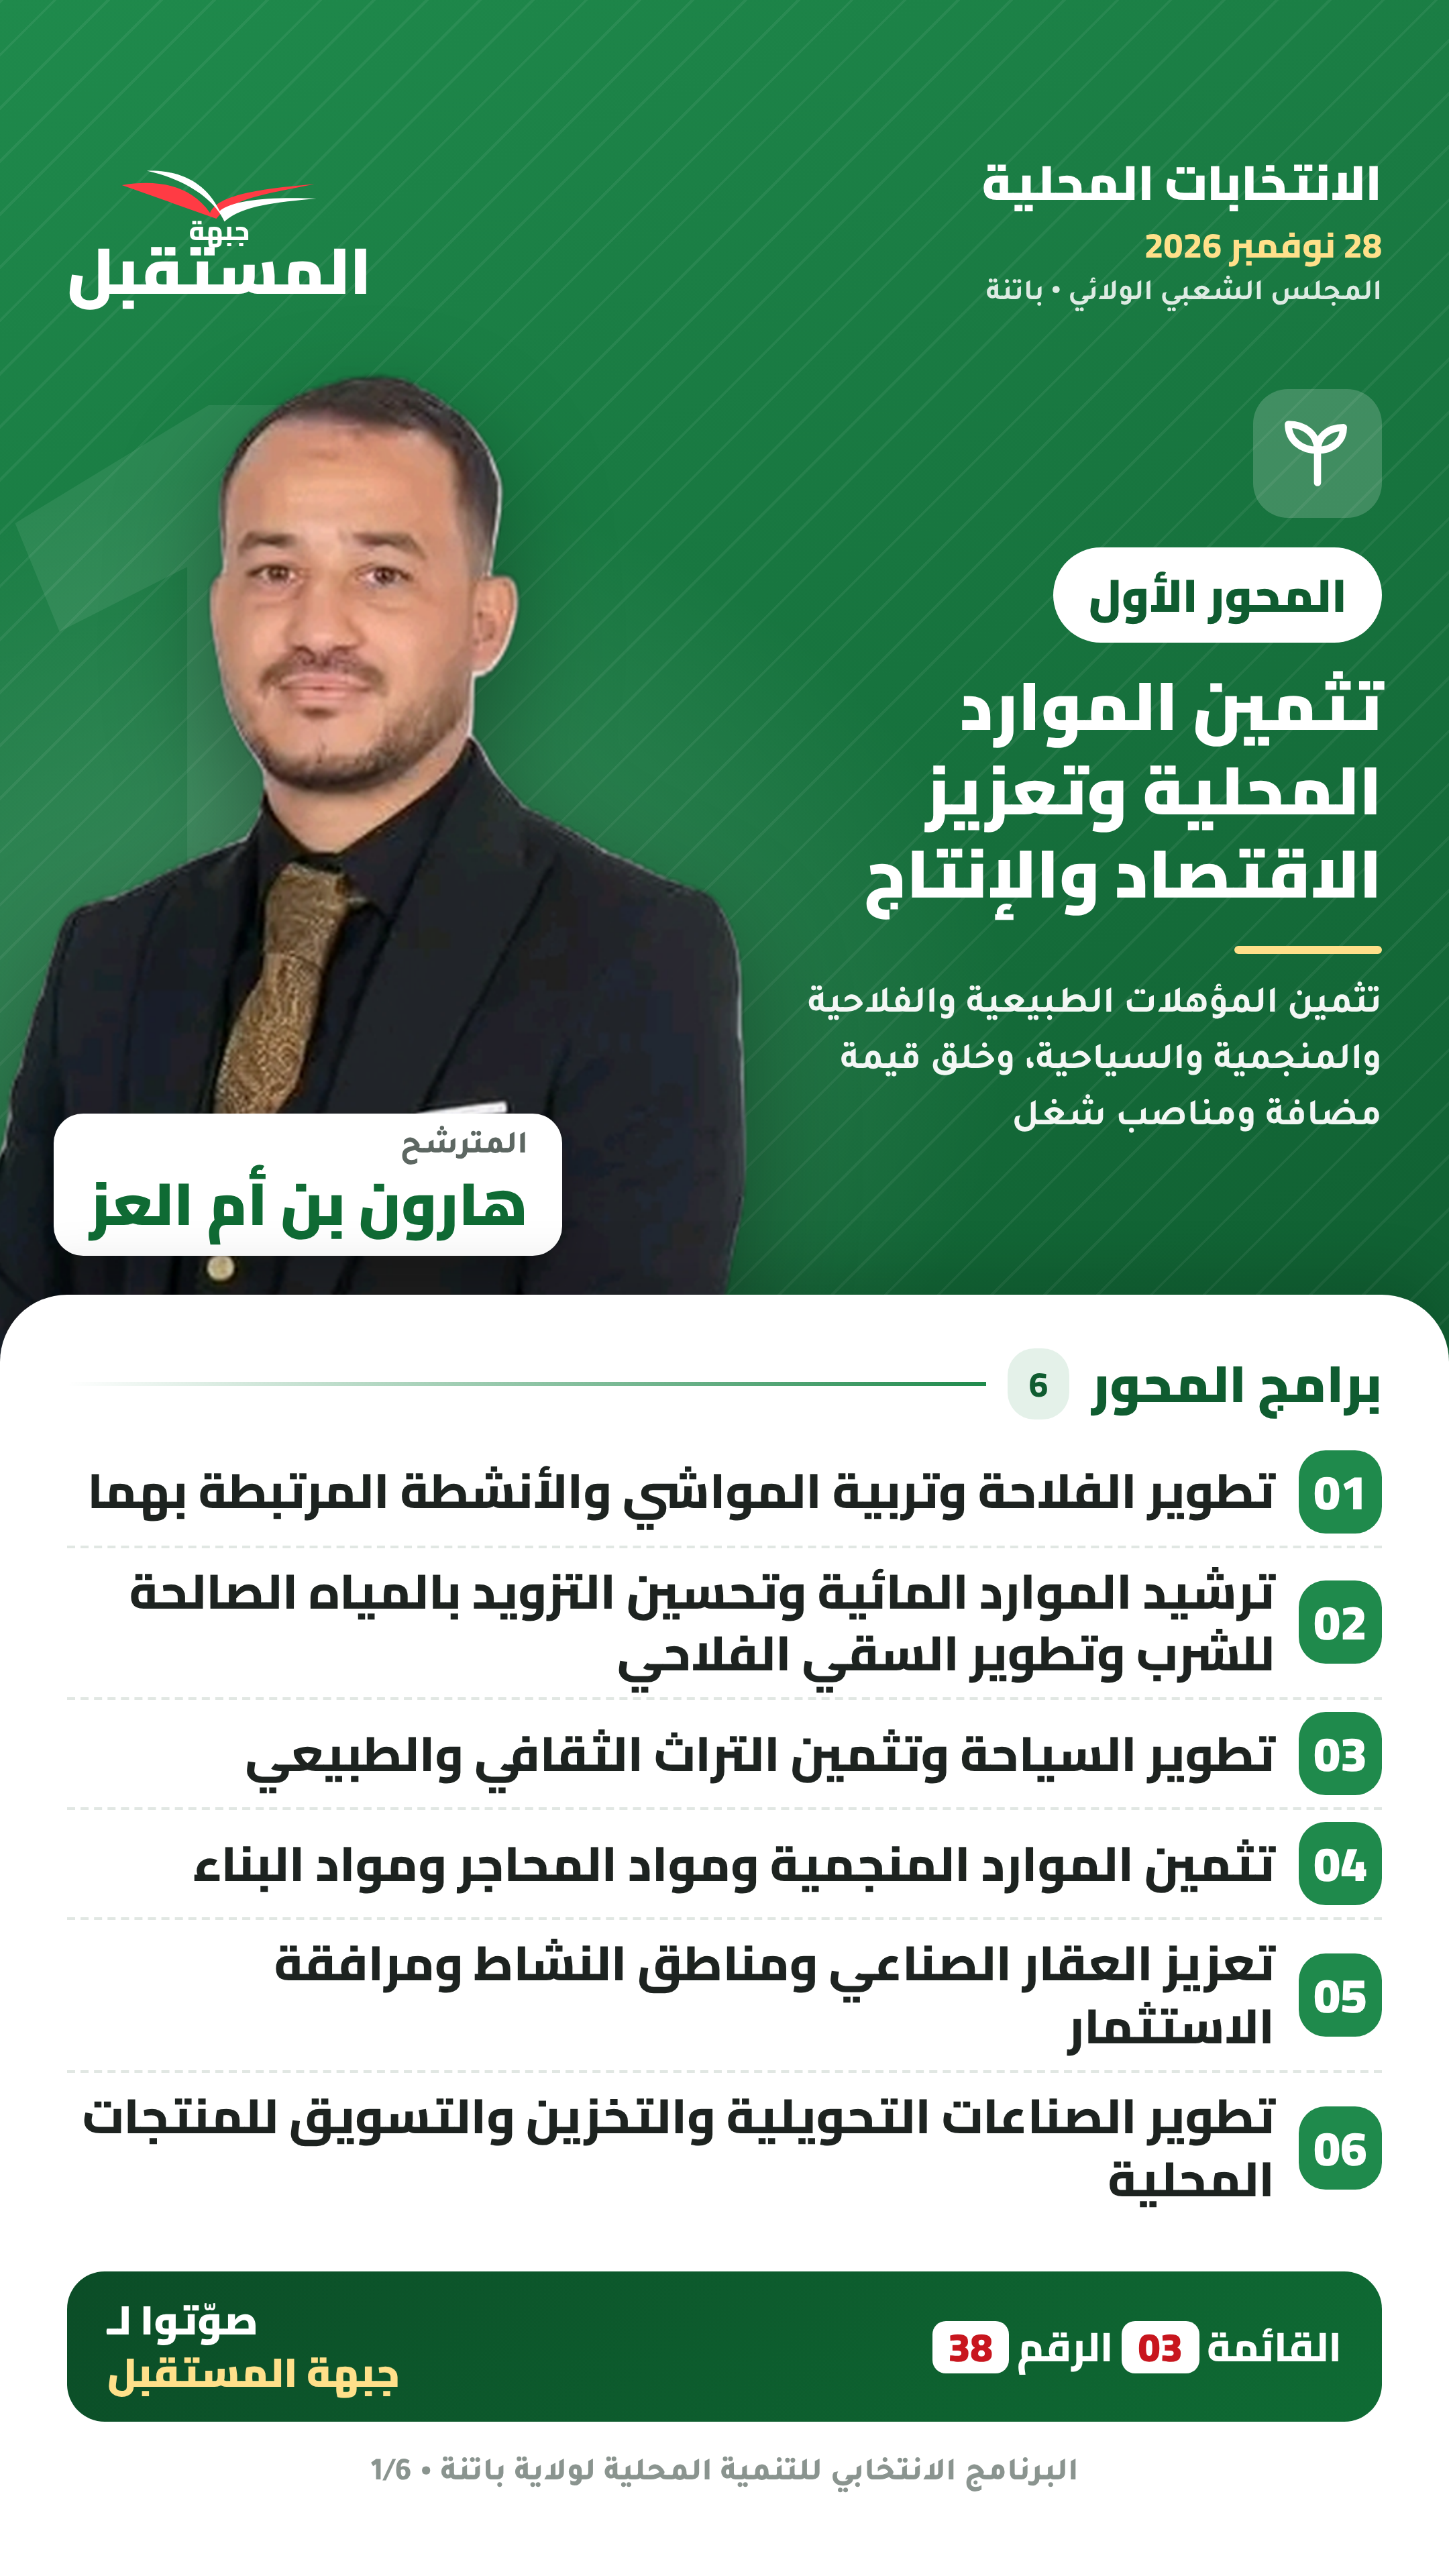 الانتخابات المحلية
28 نوفمبر 2026
المجلس الشعبي الولائي • باتنة
جبهة
المستقبل
المحور الأول
تثمين الموارد
المحلية وتعزيز
الاقتصاد والإنتاج
تثمين المؤهلات الطبيعية والفلاحية
والمنجمية والسياحية، وخلق قيمة
مضافة ومناصب شغل
1
المترشح
هارون بن أم العز
برامج المحور 6
01 تطوير الفلاحة وتربية المواشي والأنشطة المرتبطة بهما
02 ترشيد الموارد المائية وتحسين التزويد بالمياه الصالحة
للشرب وتطوير السقي الفلاحي
03 تطوير السياحة وتثمين التراث الثقافي والطبيعي
04 تثمين الموارد المنجمية ومواد المحاجر ومواد البناء
05 تعزيز العقار الصناعي ومناطق النشاط ومرافقة
الاستثمار
06 تطوير الصناعات التحويلية والتخزين والتسويق للمنتجات
المحلية
القائمة 03 الرقم 38
صوّتوا لـ
جبهة المستقبل
البرنامج الانتخابي للتنمية المحلية لولاية باتنة • 1/6